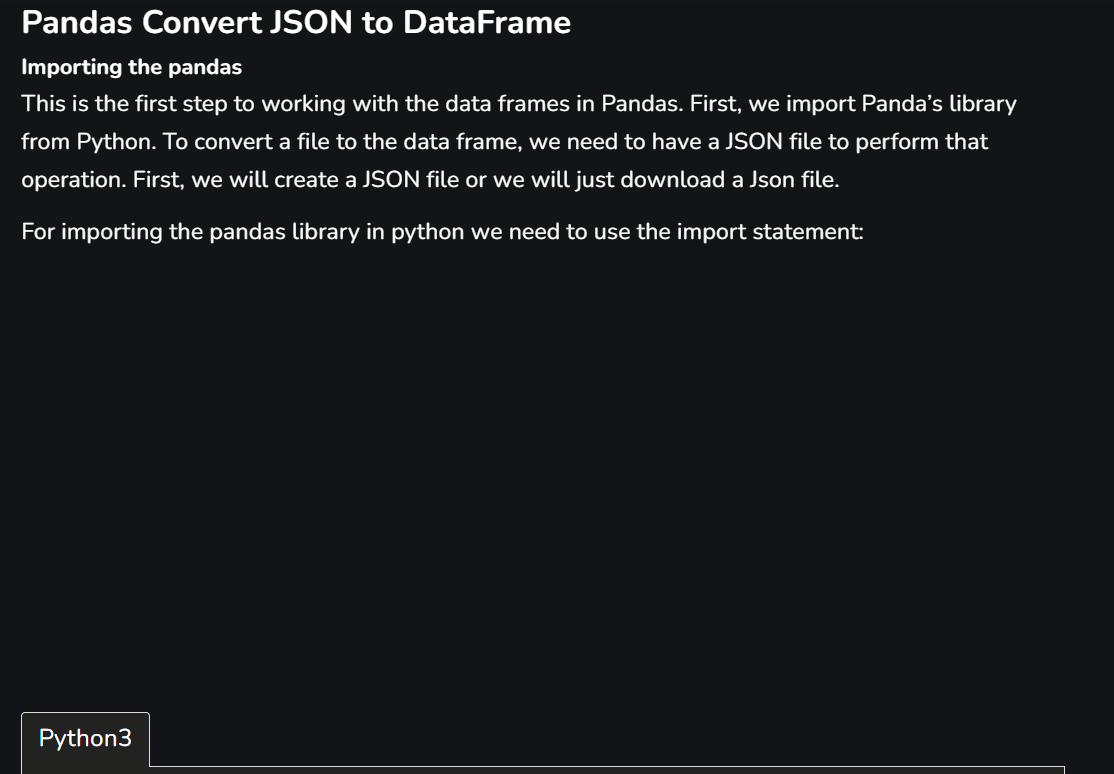 Pandas Convert JSON to DataFrame
Importing the pandas
This is the first step to working with the data frames in Pandas. First, we import Panda’s library
from Python. To convert a file to the data frame, we need to have a JSON file to perform that
operation. First, we will create a JSON file or we will just download a Json file.
For importing the pandas library in python we need to use the import statement:
Python3